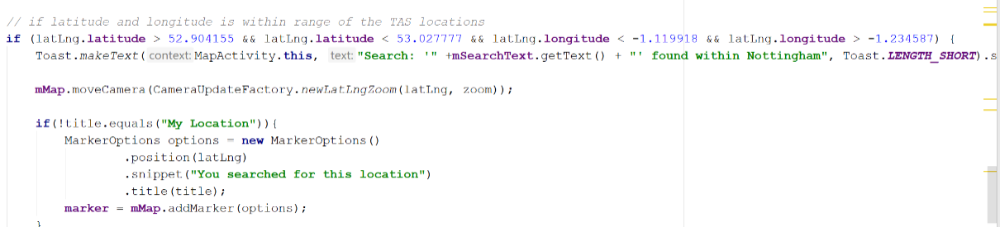 // if latitude and longitude is within range of the TAS locations
if (latLng.latitude > 52.904155 && latLng.latitude < 53.027777 && latLng.longitude < -1.119918 && latLng.longitude > -1.234587) {
Toast.makeText( context: MapActivity.this, text: "Search: '" +mSearchText.getText() + "' found within Nottingham", Toast.LENGTH_SHORT).s
mMap.moveCamera(CameraUpdateFactory.newLatLngZoom(latLng, zoom));
if(!title.equals("My Location")){
MarkerOptions options = new MarkerOptions()
.position(latLng)
.snippet("You searched for this location")
.title(title);
marker = mMap.addMarker(options);
}